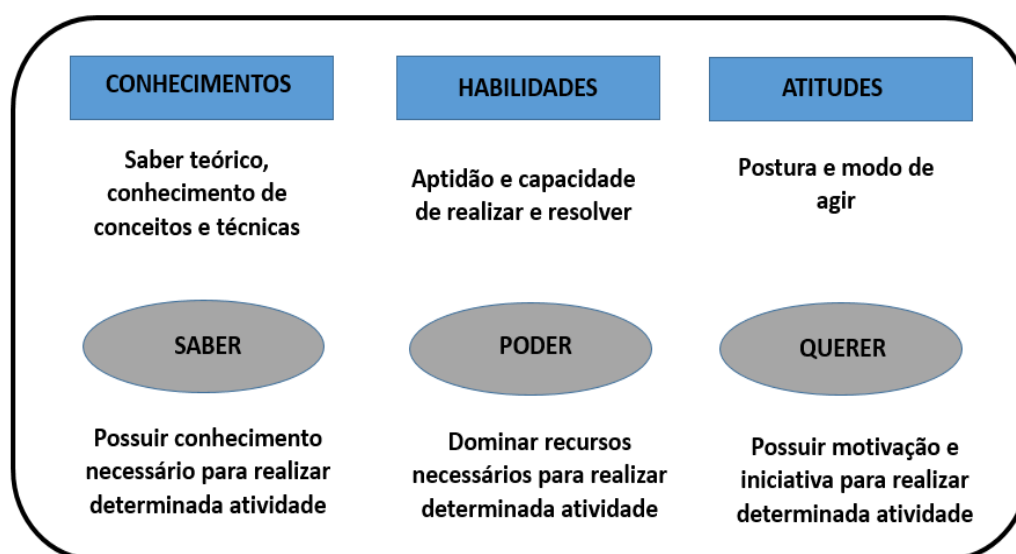 CONHECIMENTOS
Saber teórico,
conhecimento de
conceitos e técnicas
SABER
Possuir conhecimento
necessário para realizar
determinada atividade
HABILIDADES
Aptidão e capacidade
de realizar e resolver
PODER
Dominar recursos
necessários para realizar
determinada atividade
ATITUDES
Postura e modo de
agir
QUERER
Possuir motivação e
iniciativa para realizar
determinada atividade